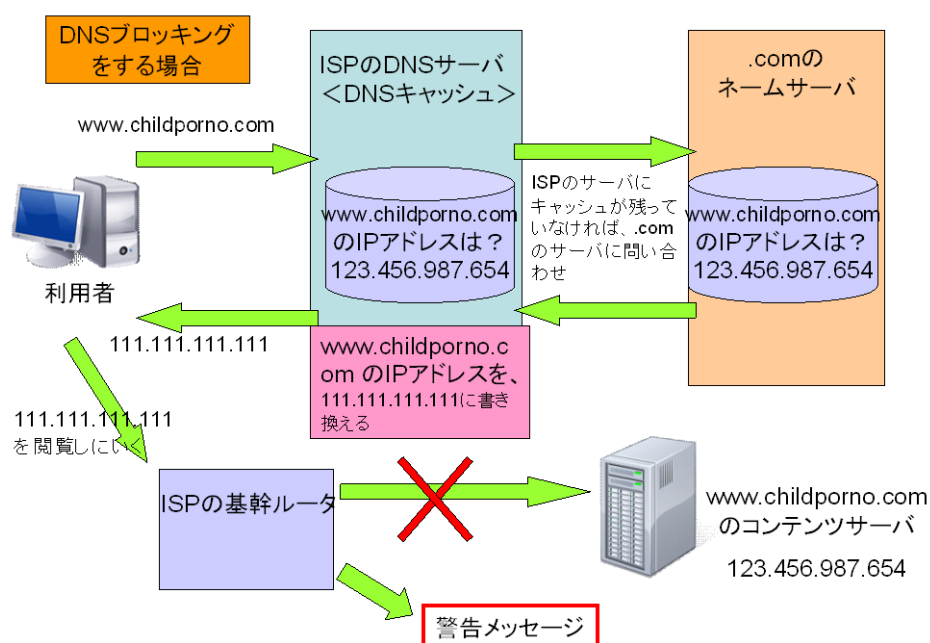 DNSブロッキング
をする場合
www.childporno.com
利用者
ISPのDNSサーバ
＜DNSキャッシュ＞
www.childporno.com
のIPアドレスは？
123.456.987.654
ISPのサーバに
キャッシュが残って
いなければ、.com
のサーバに問い合
わせ
.comの
ネームサーバ
www.childporno.com
のIPアドレスは？
123.456.987.654
111.111.111.111
www.childporno.c
om のIPアドレスを、
111.111.111.111に書き
換える
111.111.111.111
を閲覧しにいく
ISPの基幹ルータ
www.childporno.com
のコンテンツサーバ
123.456.987.654
警告メッセージ